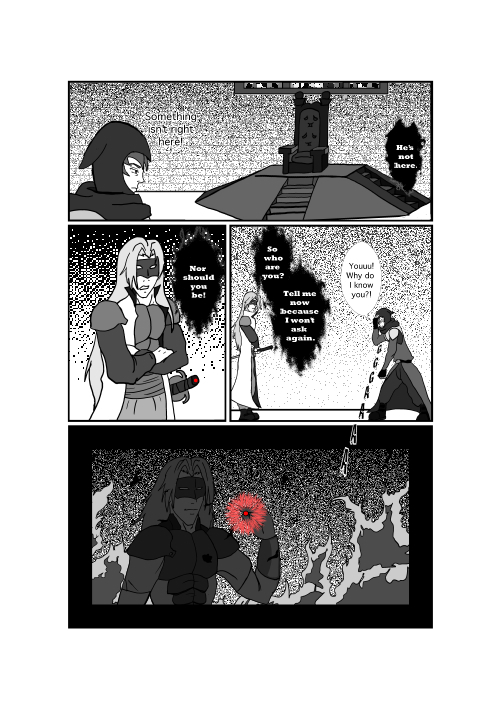 Something
isn't right
here!
He's
not
here.
Nor
should
you
be!
So
who
are
you?
Tell me
now
because
I won't
ask
again.
Youuu!
Why do
I know
you?!